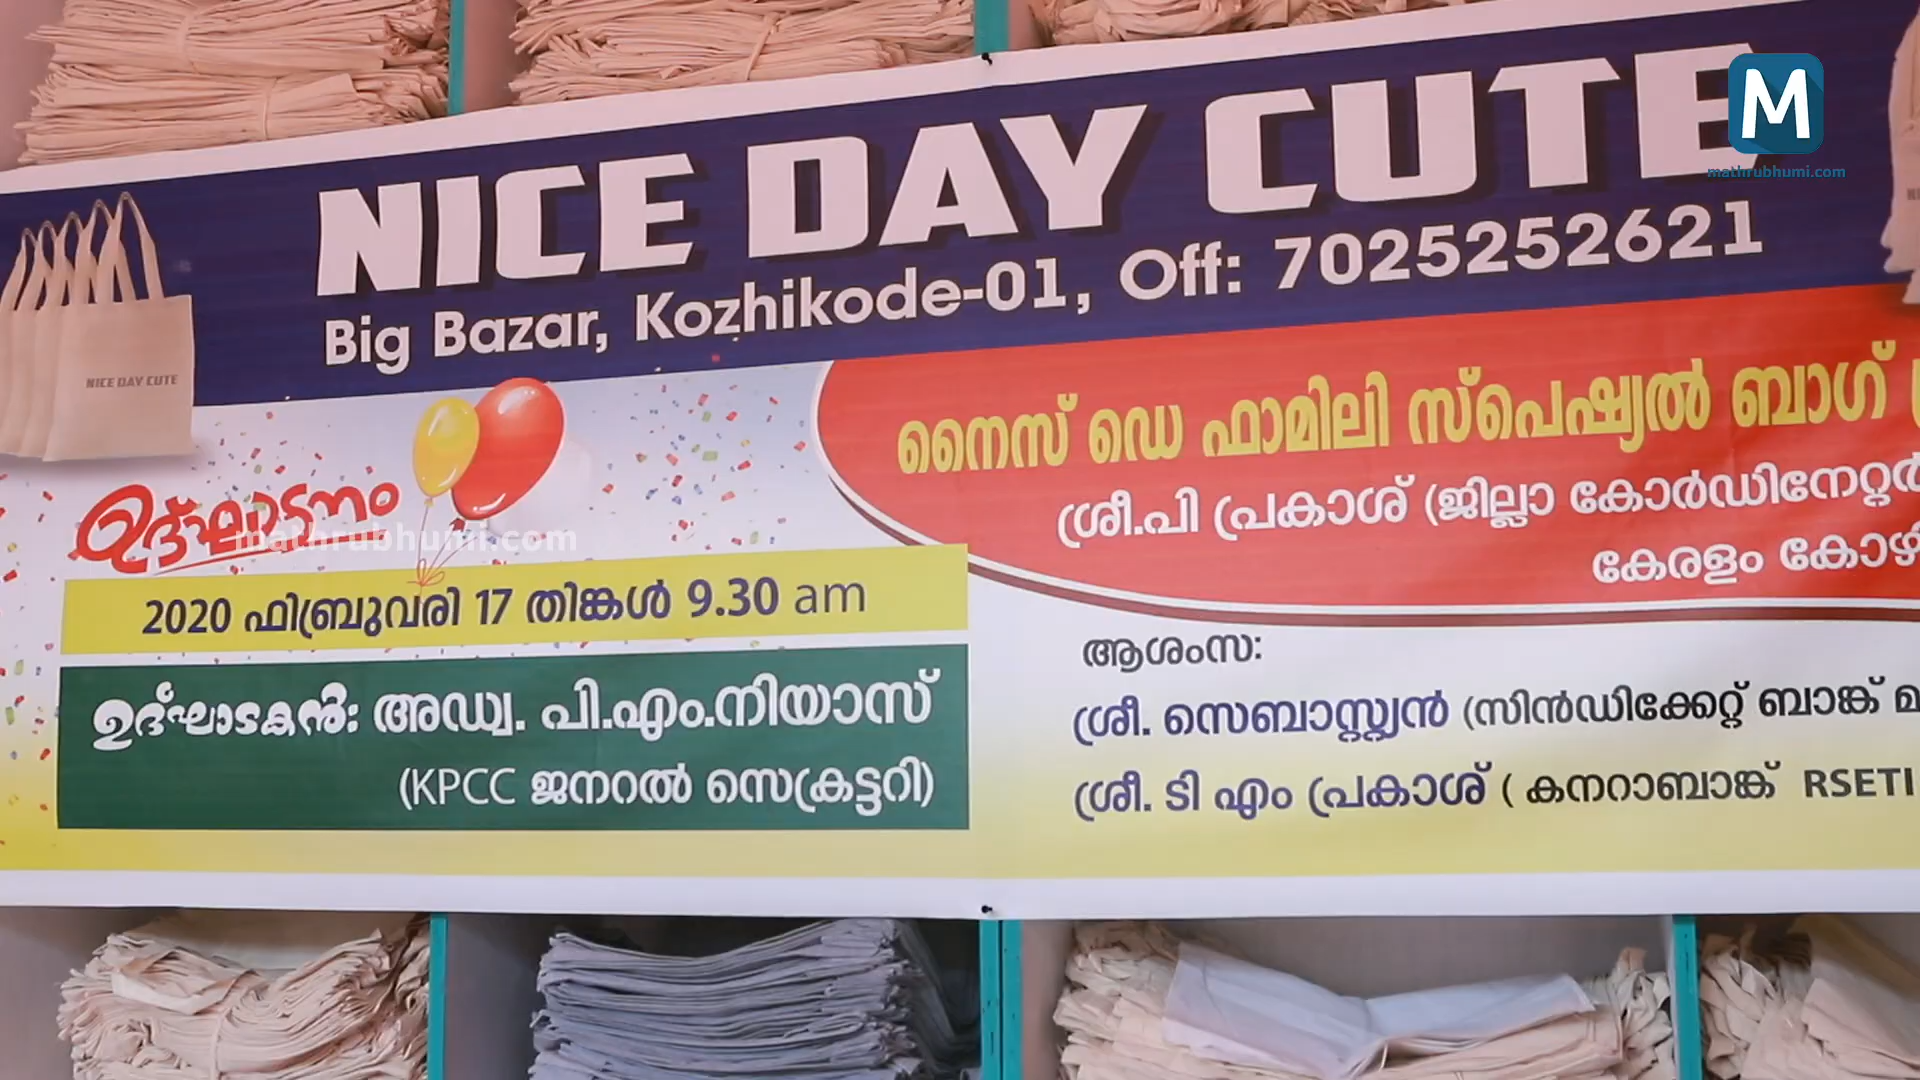 NICE DAY CUTE
Big Bazar, Kozhikode-01, Off: 7025252621
M
mathrubhumi.com
NICE DAY CUTE
ഉദ്ഘാടനം
mathrubhumi.com
2020 ഫിബ്രുവരി 17 തിങ്കൾ 9.30 am
ഉദ്ഘാടകൻ: അഡ്വ. പി.എം.നിയാസ്
(KPCC ജനറൽ സെക്രട്ടറി)
നൈസ് ഡെ ഫാമിലി സ്പെഷ്യൽ ബാഗ്
ശ്രീ.പി പ്രകാശ് (ജില്ലാ കോർഡിനേറ്റർ
കേരളം കോഴി
ആശംസ:
ശ്രീ. സെബാസ്റ്റ്യൻ (സിൻഡിക്കേറ്റ് ബാങ്ക് മ
ശ്രീ. ടി എം പ്രകാശ് ( കനറാബാങ്ക് RSETI